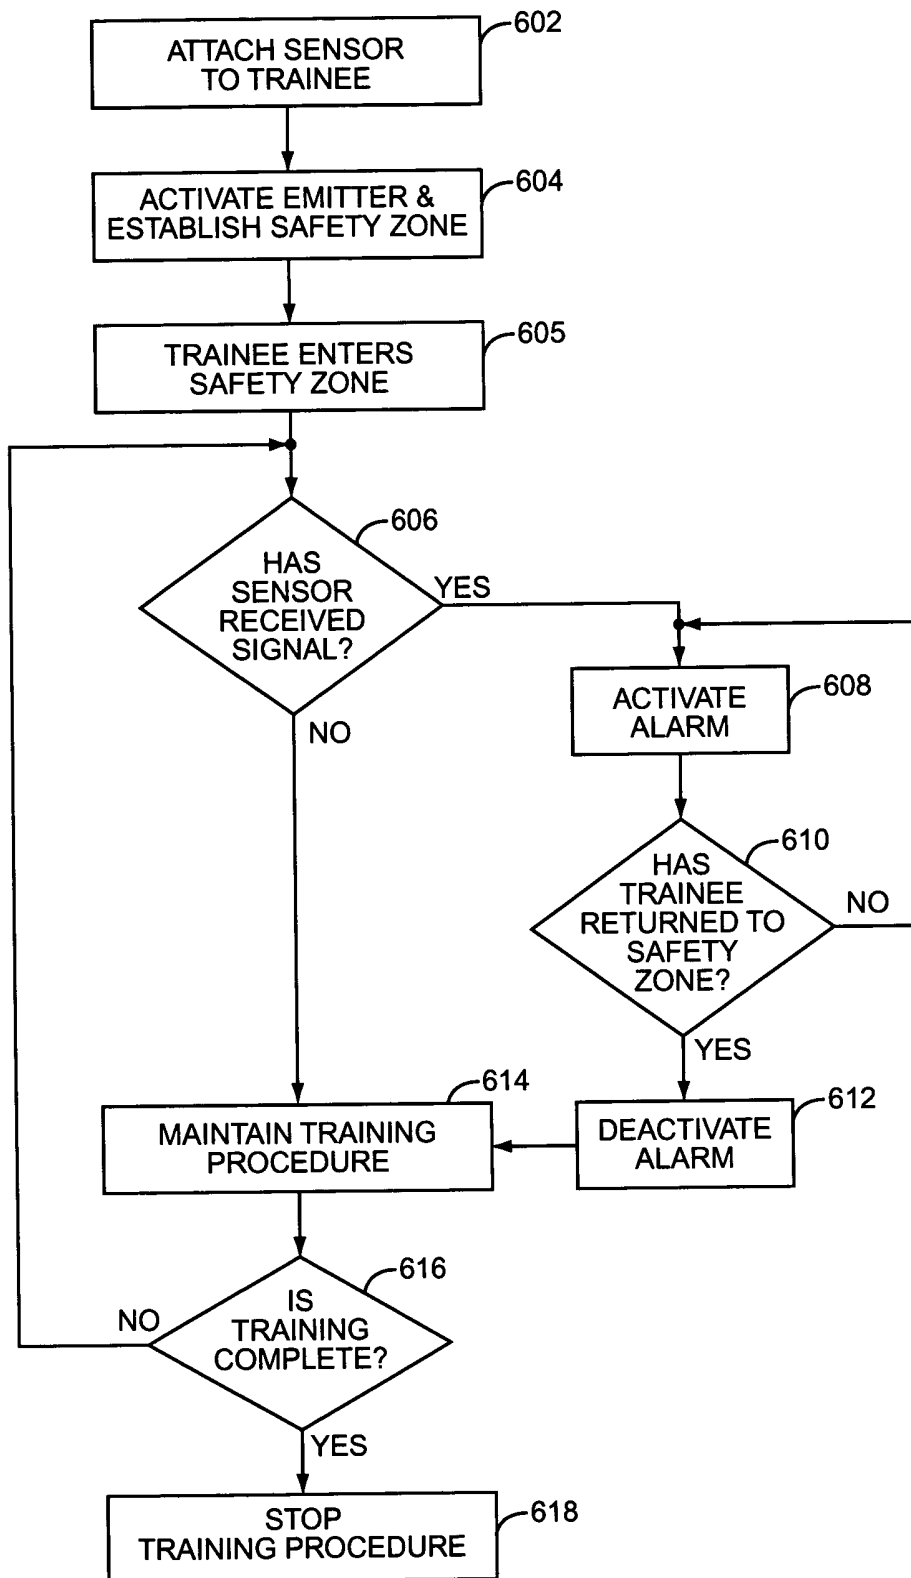 602
ATTACH SENSOR
TO TRAINEE
604
ACTIVATE EMITTER &
ESTABLISH SAFETY ZONE
605
TRAINEE ENTERS
SAFETY ZONE
606
HAS
SENSOR
RECEIVED
SIGNAL?
YES
NO
608
ACTIVATE
ALARM
610
HAS
TRAINEE
RETURNED TO
SAFETY
ZONE?
NO
YES
612
DEACTIVATE
ALARM
614
MAINTAIN TRAINING
PROCEDURE
616
IS
TRAINING
COMPLETE?
NO
YES
618
STOP
TRAINING PROCEDURE